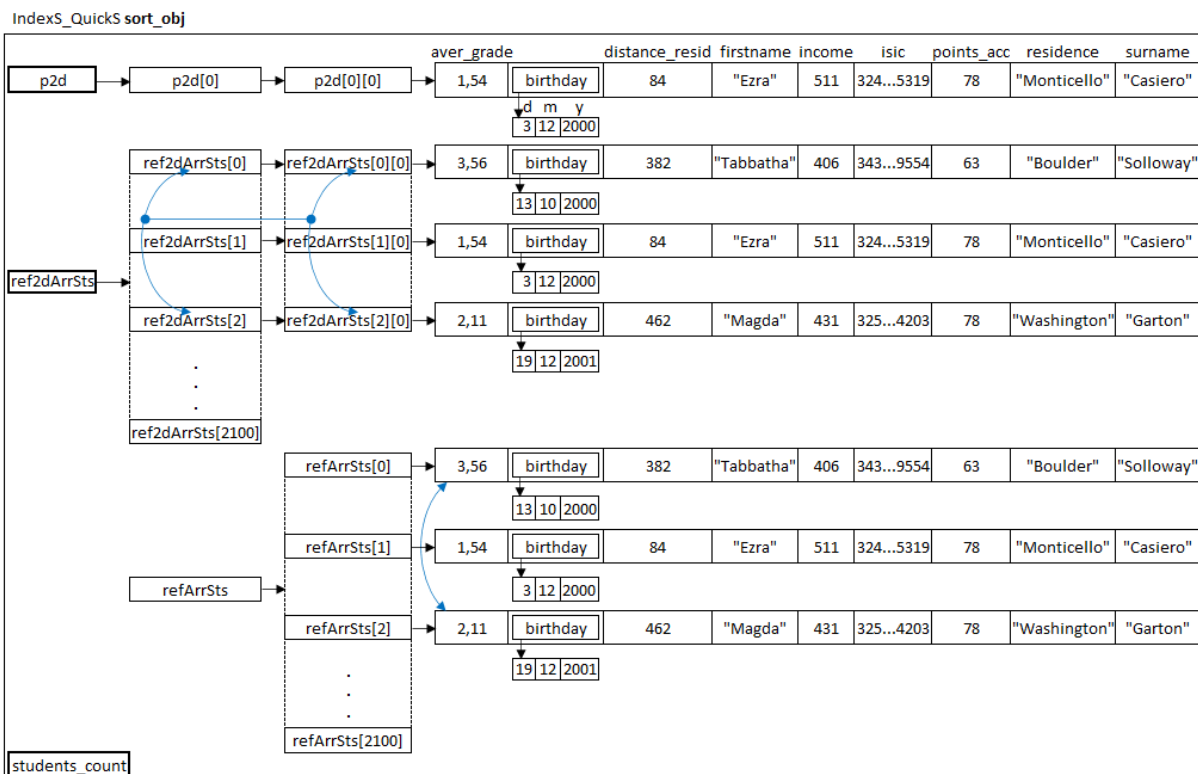 IndexS_QuickS sort_obj
aver_grade distance_resid firstname income isic points_acc residence surname
p2d p2d[0] p2d[0][0] 1,54 birthday 84 "Ezra" 511 324...5319 78 "Monticello" "Casiero"
d m y
3 12 2000
ref2dArrSts[0] ref2dArrSts[0][0] 3,56 birthday 382 "Tabbatha" 406 343...9554 63 "Boulder" "Solloway"
13 10 2000
ref2dArrSts[1] ref2dArrSts[1][0] 1,54 birthday 84 "Ezra" 511 324...5319 78 "Monticello" "Casiero"
ref2dArrSts 3 12 2000
ref2dArrSts[2] ref2dArrSts[2][0] 2,11 birthday 462 "Magda" 431 325...4203 78 "Washington" "Garton"
19 12 2001
.
.
.
ref2dArrSts[2100]
refArrSts[0] 3,56 birthday 382 "Tabbatha" 406 343...9554 63 "Boulder" "Solloway"
13 10 2000
refArrSts[1] 1,54 birthday 84 "Ezra" 511 324...5319 78 "Monticello" "Casiero"
refArrSts 3 12 2000
refArrSts[2] 2,11 birthday 462 "Magda" 431 325...4203 78 "Washington" "Garton"
19 12 2001
.
.
.
refArrSts[2100]
students_count